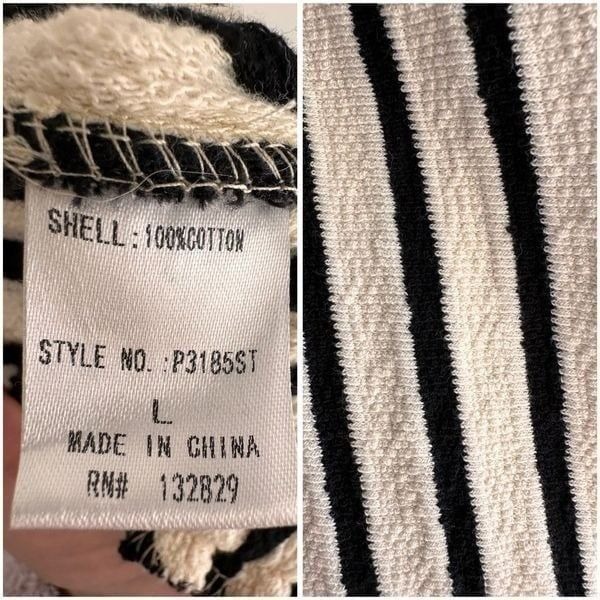 SHELL: 100%COTTON
STYLE NO. :P3185ST
L
MADE IN CHINA
RN# 132829